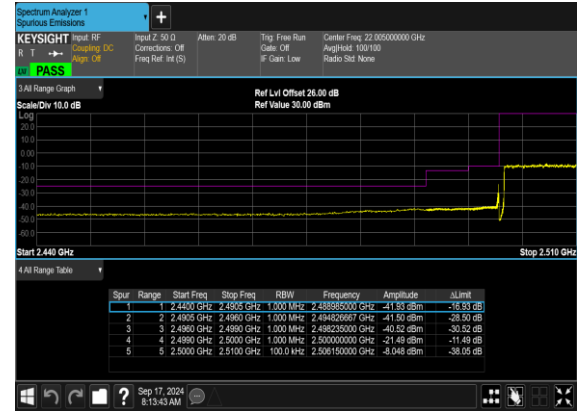 Spectrum Analyzer 1
Spurious Emissions
+
KEYSIGHT Input: RF Input Z: 50 Ω Atten: 20 dB Trig: Free Run Center Freq: 22.005000000 GHz
R T Coupling: DC Corrections: Off Gate: Off Avg|Hold: 100/100
Align: Off Freq Ref: Int (S) IF Gain: Low Radio Std: None
PASS
3 All Range Graph
Ref Lvl Offset 26.00 dB
Scale/Div 10.0 dB Ref Value 30.00 dBm
Log
20.0
10.0
0.00
-10.0
-20.0
-30.0
-40.0
-50.0
-60.0
Start 2.440 GHz Stop 2.510 GHz
4 All Range Table
Spur Range Start Freq Stop Freq RBW Frequency Amplitude ΔLimit
1 1 2.4400 GHz 2.4905 GHz 1.000 MHz 2.488985000 GHz -41.93 dBm -16.93 dB
2 2 2.4905 GHz 2.4960 GHz 1.000 MHz 2.494826667 GHz -41.50 dBm -28.50 dB
3 3 2.4960 GHz 2.4990 GHz 1.000 MHz 2.498235000 GHz -40.52 dBm -30.52 dB
4 4 2.4990 GHz 2.5000 GHz 1.000 MHz 2.500000000 GHz -21.49 dBm -11.49 dB
5 5 2.5000 GHz 2.5100 GHz 100.0 kHz 2.506150000 GHz -8.048 dBm -38.05 dB
? Sep 17, 2024
8:13:43 AM